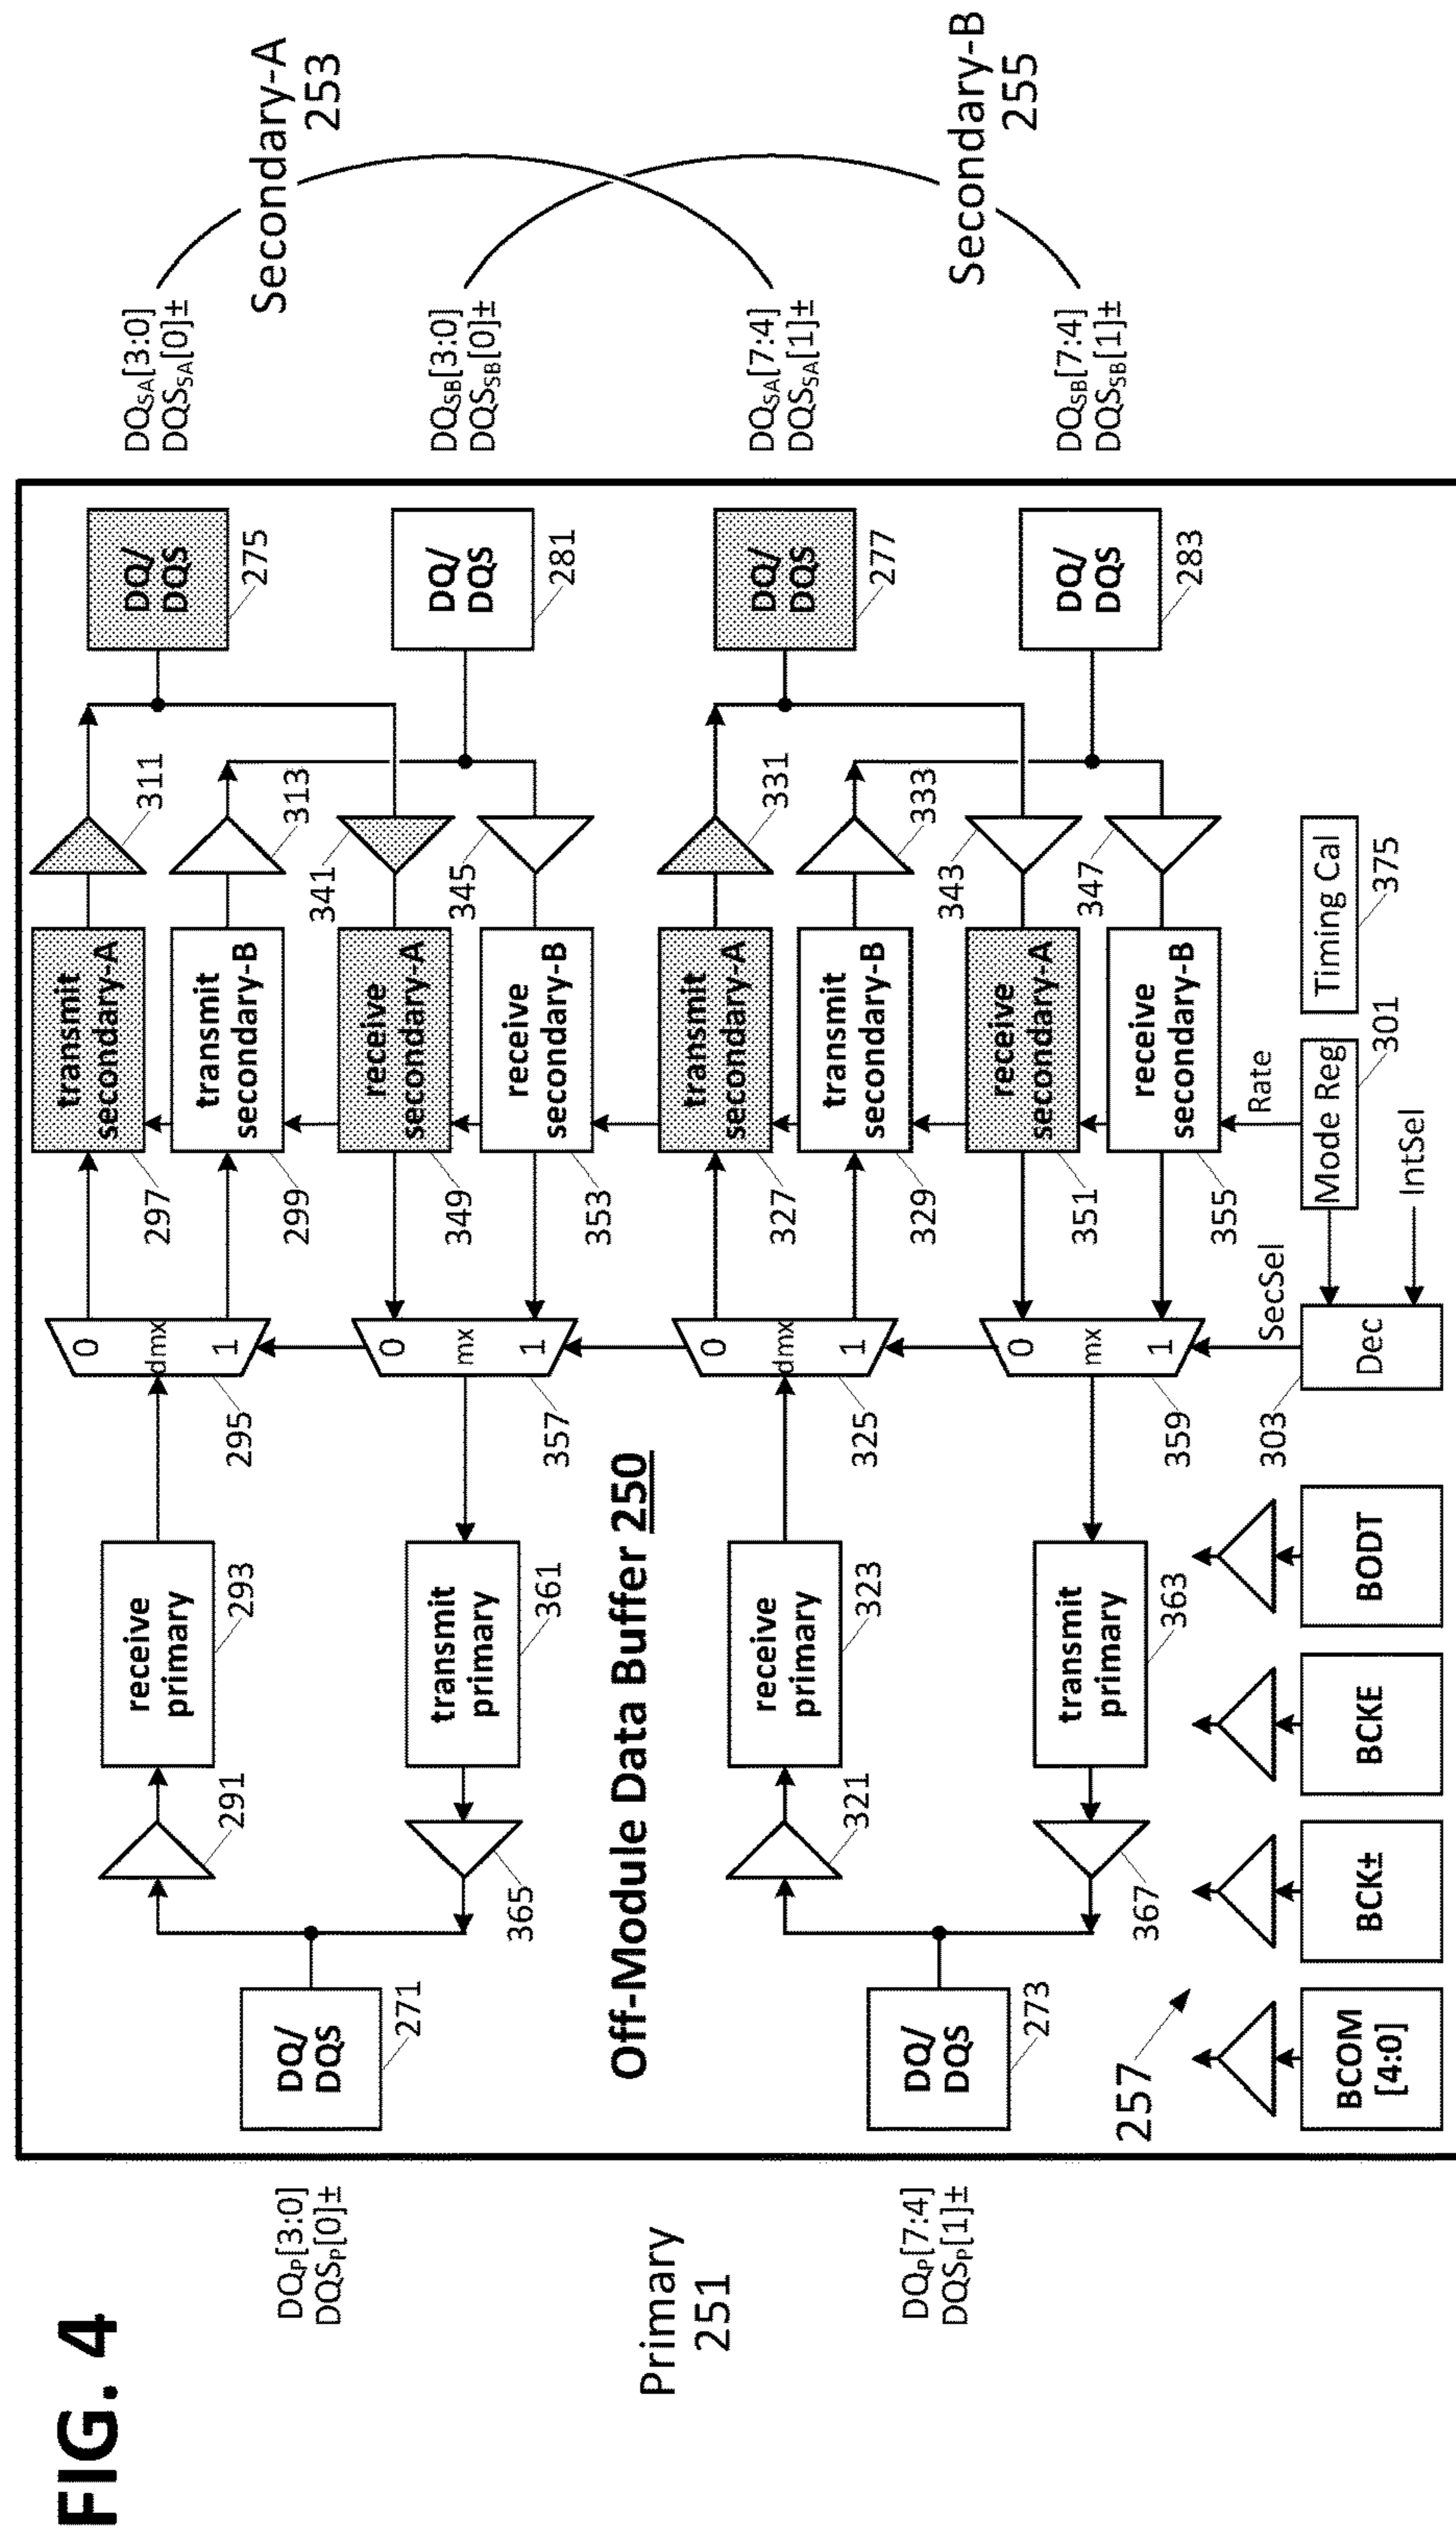 FIG. 4
Primary
251
DQP[3:0]
DQSP[0]±
DQP[7:4]
DQSP[1]±
Off-Module Data Buffer 250
DQ/
DQS
271
291
receive
primary
293
295
0
dmx
1
297
transmit
secondary-A
311
DQ/
DQS
275
299
transmit
secondary-B
313
365
transmit
primary
361
357
0
mx
1
349
receive
secondary-A
341
353
receive
secondary-B
345
DQ/
DQS
281
DQ/
DQS
273
321
receive
primary
323
325
0
dmx
1
327
transmit
secondary-A
331
DQ/
DQS
277
329
transmit
secondary-B
333
367
transmit
primary
363
359
0
mx
1
351
receive
secondary-A
343
355
receive
secondary-B
347
DQ/
DQS
283
257
BCOM
[4:0]
BCK±
BCKE
BODT
303
Dec
SecSel
IntSel
Mode Reg
301
Rate
Timing Cal
375
DQSA[3:0]
DQSSA[0]±
DQSB[3:0]
DQSSB[0]±
DQSA[7:4]
DQSSA[1]±
DQSB[7:4]
DQSSB[1]±
Secondary-A
253
Secondary-B
255